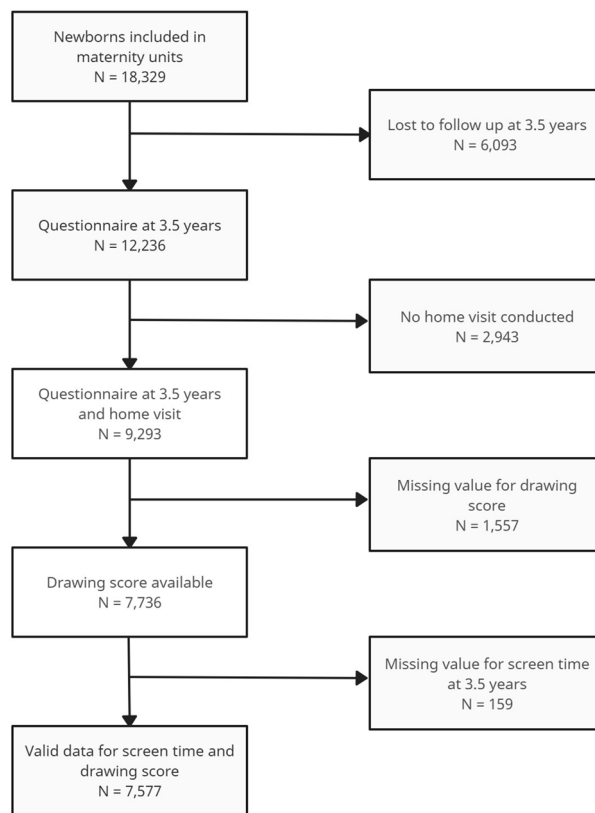 Newborns included in
maternity units
N = 18,329
Lost to follow up at 3.5 years
N = 6,093
Questionnaire at 3.5 years
N = 12,236
No home visit conducted
N = 2,943
Questionnaire at 3.5 years
and home visit
N = 9,293
Missing value for drawing
score
N = 1,557
Drawing score available
N = 7,736
Missing value for screen time
at 3.5 years
N = 159
Valid data for screen time and
drawing score
N = 7,577